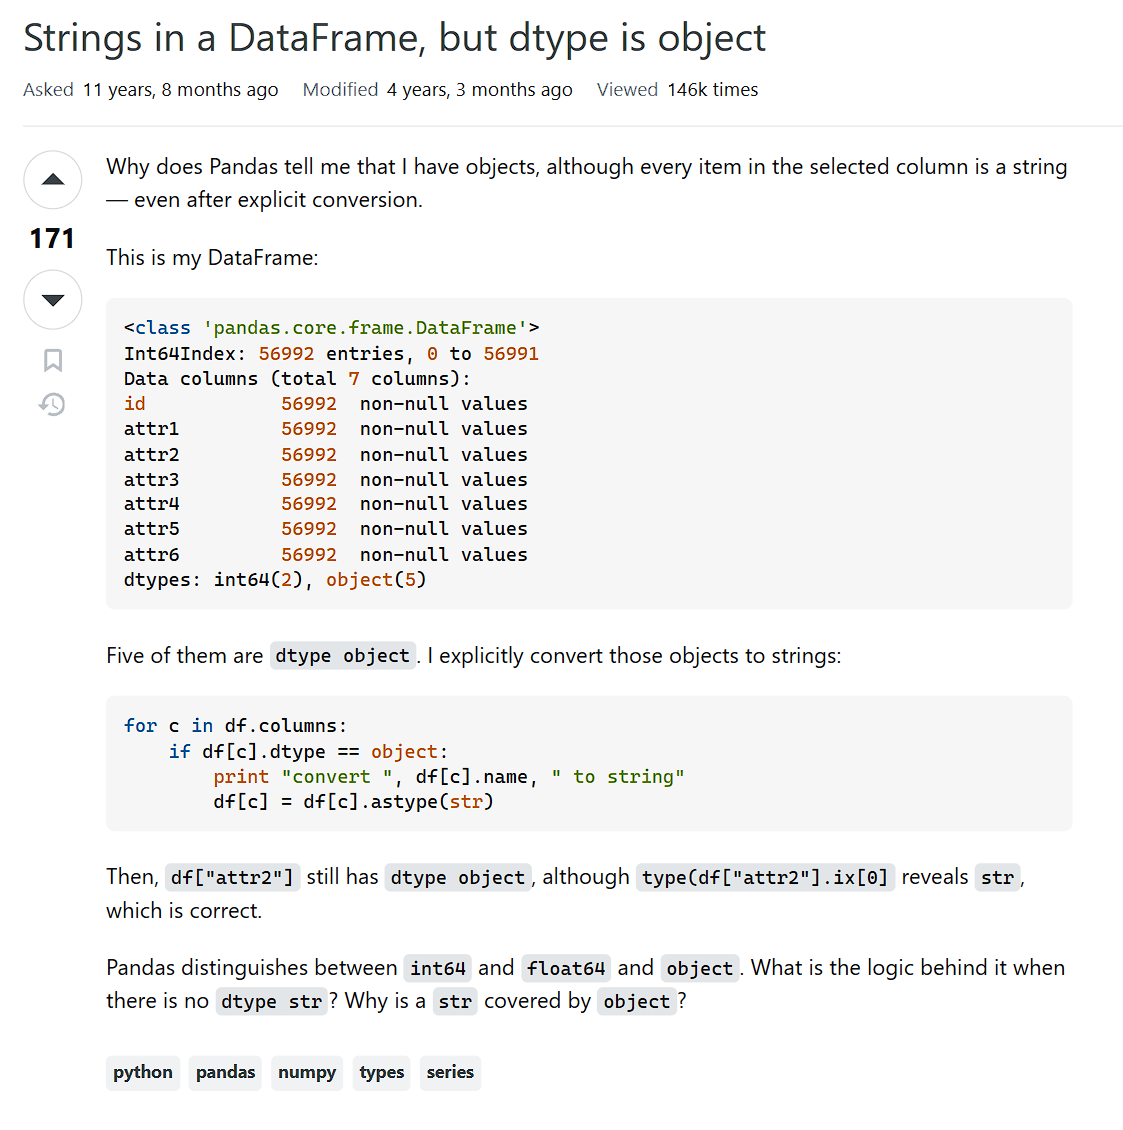 Strings in a DataFrame, but dtype is object
Asked 11 years, 8 months ago Modified 4 years, 3 months ago Viewed 146k times
Why does Pandas tell me that I have objects, although every item in the selected column is a string
— even after explicit conversion.
171
This is my DataFrame:
<class 'pandas.core.frame.DataFrame'>
Int64Index: 56992 entries, 0 to 56991
Data columns (total 7 columns):
id             56992  non-null values
attr1          56992  non-null values
attr2          56992  non-null values
attr3          56992  non-null values
attr4          56992  non-null values
attr5          56992  non-null values
attr6          56992  non-null values
dtypes: int64(2), object(5)
Five of them are dtype object. I explicitly convert those objects to strings:
for c in df.columns:
    if df[c].dtype == object:
        print "convert ", df[c].name, " to string"
        df[c] = df[c].astype(str)
Then, df["attr2"] still has dtype object, although type(df["attr2"].ix[0] reveals str,
which is correct.
Pandas distinguishes between int64 and float64 and object. What is the logic behind it when
there is no dtype str? Why is a str covered by object?
python pandas numpy types series